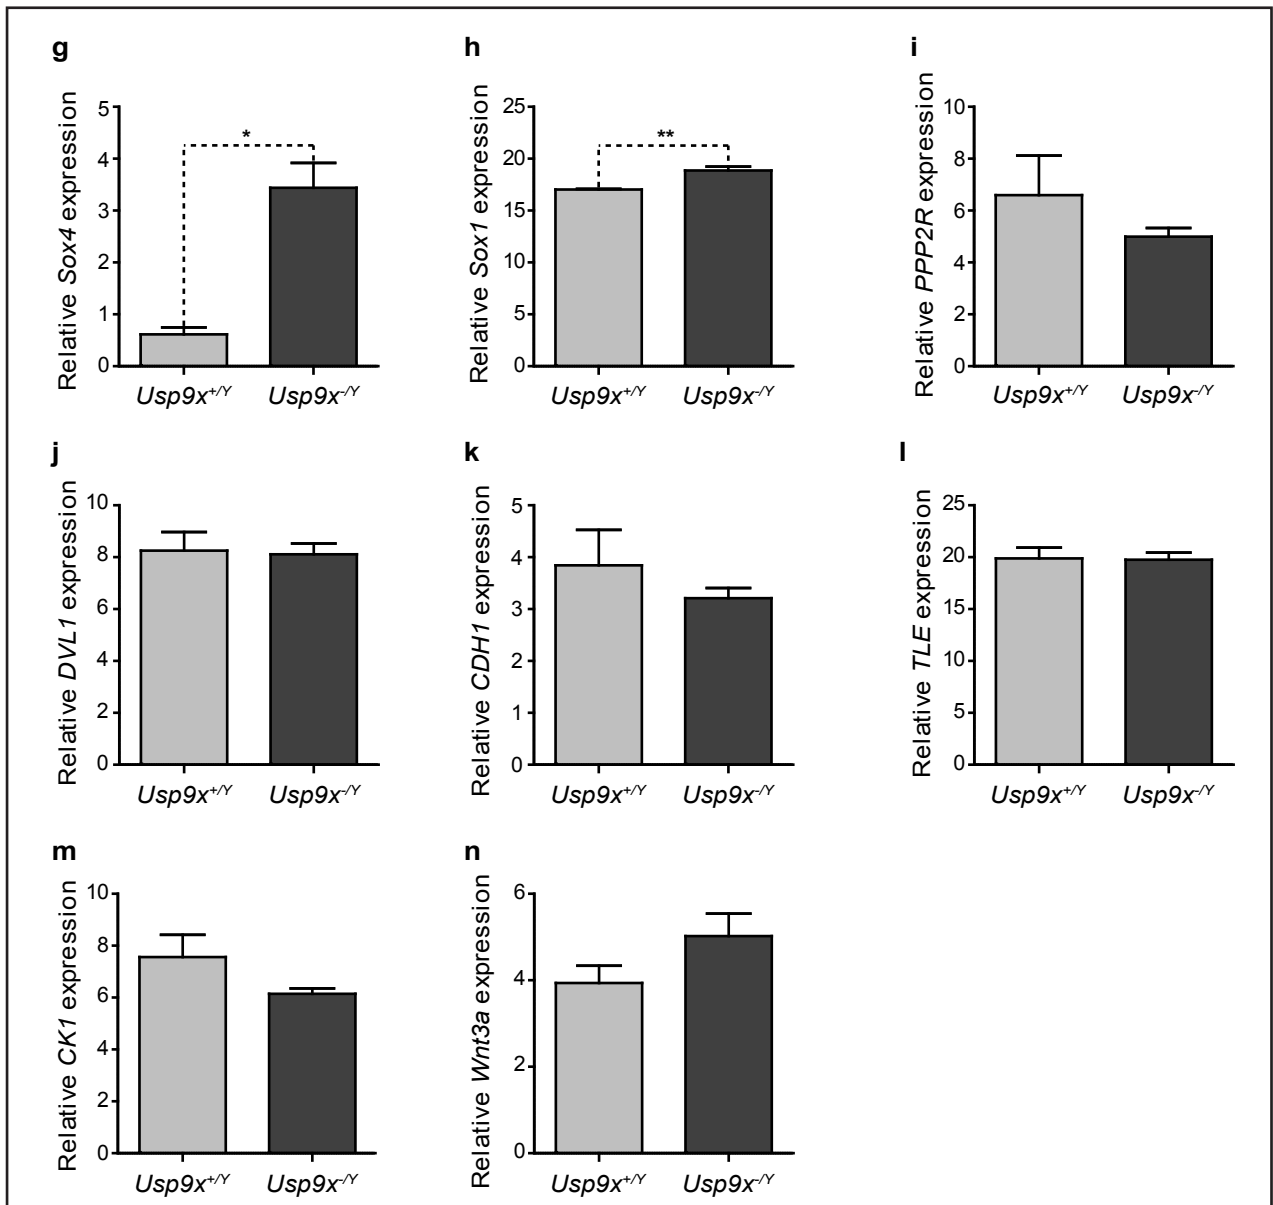 g
Relative Sox4 expression
5
4
3
2
1
0
*
Usp9x+/Y
Usp9x-/Y
h
Relative Sox1 expression
25
20
15
10
5
0
**
Usp9x+/Y
Usp9x-/Y
i
Relative PPP2R expression
10
8
6
4
2
0
Usp9x+/Y
Usp9x-/Y
j
Relative DVL1 expression
10
8
6
4
2
0
Usp9x+/Y
Usp9x-/Y
k
Relative CDH1 expression
5
4
3
2
1
0
Usp9x+/Y
Usp9x-/Y
l
Relative TLE expression
25
20
15
10
5
0
Usp9x+/Y
Usp9x-/Y
m
Relative CK1 expression
10
8
6
4
2
0
Usp9x+/Y
Usp9x-/Y
n
Relative Wnt3a expression
6
4
2
0
Usp9x+/Y
Usp9x-/Y